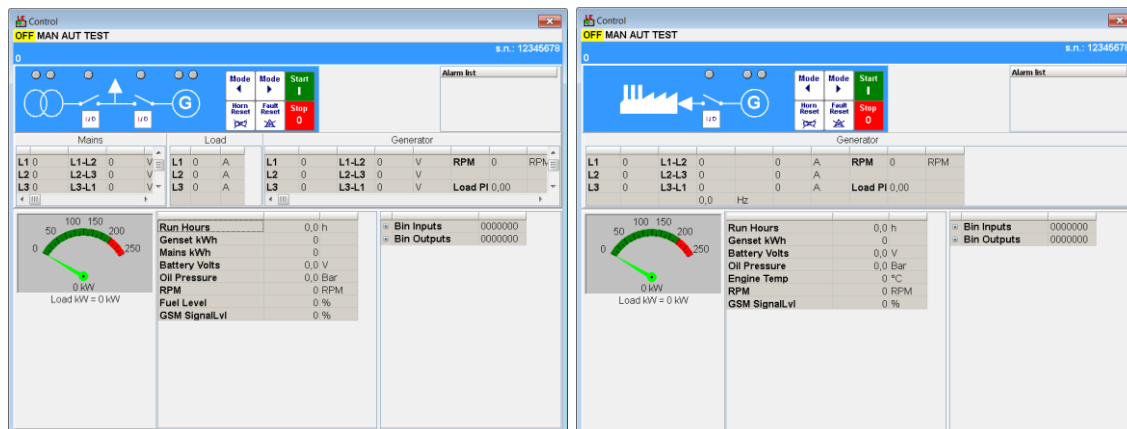 Control
OFF MAN AUT TEST
s.n.: 12345678
0
Mode Mode Start
I
Horn Reset Fault Reset Stop
0
G
I/O I/O
Alarm list
Mains Load Generator
L1 0 L1-L2 0 V L1 0 A L1 0 L1-L2 0 V RPM 0 RPM
L2 0 L2-L3 0 V L2 0 A L2 0 L2-L3 0 V
L3 0 L3-L1 0 V L3 0 A L3 0 L3-L1 0 V Load PI 0,00
0 50 100 150 200 250
0 kW
Load kW = 0 kW
Run Hours 0,0 h
Genset kWh 0
Mains kWh 0
Battery Volts 0,0 V
Oil Pressure 0,0 Bar
RPM 0 RPM
Fuel Level 0 %
GSM SignalLvl 0 %
Bin Inputs 0000000
Bin Outputs 0000000
Control
OFF MAN AUT TEST
s.n.: 12345678
0
Mode Mode Start
I
Horn Reset Fault Reset Stop
0
G
I/O
Alarm list
Generator
L1 0 L1-L2 0 0 A RPM 0 RPM
L2 0 L2-L3 0 0 A
L3 0 L3-L1 0 0 A Load PI 0,00
0,0 Hz
0 50 100 150 200 250
0 kW
Load kW = 0 kW
Run Hours 0,0 h
Genset kWh 0
Battery Volts 0,0 V
Oil Pressure 0,0 Bar
Engine Temp 0 °C
RPM 0 RPM
GSM SignalLvl 0 %
Bin Inputs 0000000
Bin Outputs 0000000